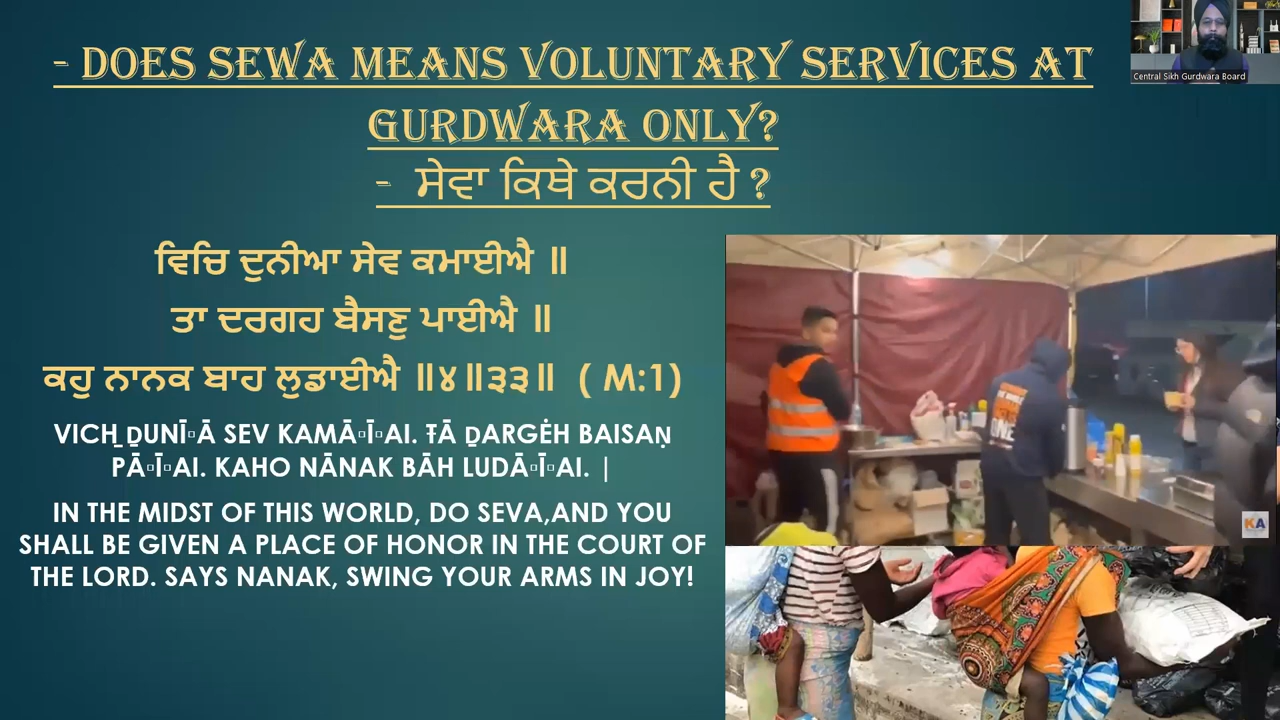 - DOES SEWA MEANS VOLUNTARY SERVICES AT
GURDWARA ONLY?
- ਸੇਵਾ ਕਿਥੇ ਕਰਨੀ ਹੈ ?
ਵਿਚਿ ਦੁਨੀਆ ਸੇਵ ਕਮਾਈਐ ॥
ਤਾ ਦਰਗਹ ਬੈਸਣੁ ਪਾਈਐ ॥
ਕਹੁ ਨਾਨਕ ਬਾਹ ਲੁਡਾਈਐ ॥੪॥੩੩॥ ( M:1)
VICH ḎUNĪ▫Ā SEV KAMĀ▫Ī▫AI. ŦĀ ḎARGĖH BAISAṆ
PĀ▫Ī▫AI. KAHO NĀNAK BĀH LUDĀ▫Ī▫AI. |
IN THE MIDST OF THIS WORLD, DO SEVA,AND YOU
SHALL BE GIVEN A PLACE OF HONOR IN THE COURT OF
THE LORD. SAYS NANAK, SWING YOUR ARMS IN JOY!
Central Sikh Gurdwara Board
ONE
KA